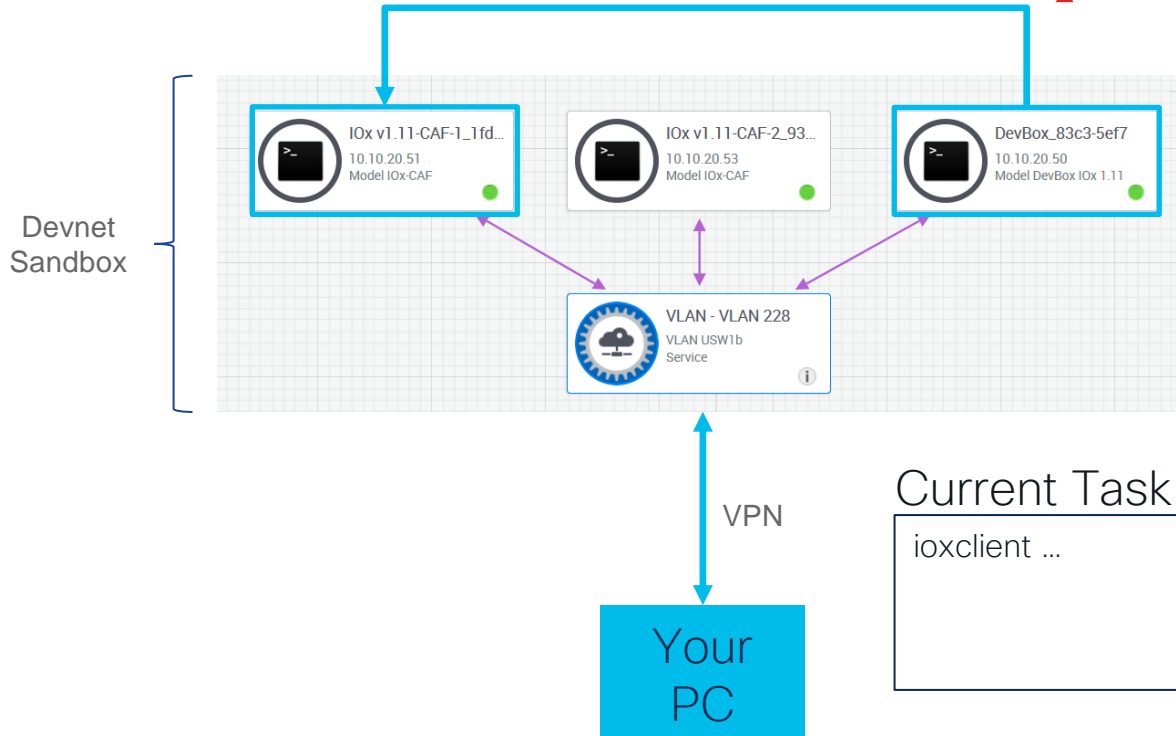 IOx v1.11-CAF-1_1fd...
10.10.20.51
Model IOx-CAF
IOx v1.11-CAF-2_93...
10.10.20.53
Model IOx-CAF
DevBox_83c3-5ef7
10.10.20.50
Model DevBox IOx 1.11
Devnet
Sandbox
VLAN - VLAN 228
VLAN USW1b
Service
VPN
Current Task
ioxclient ...
Your
PC